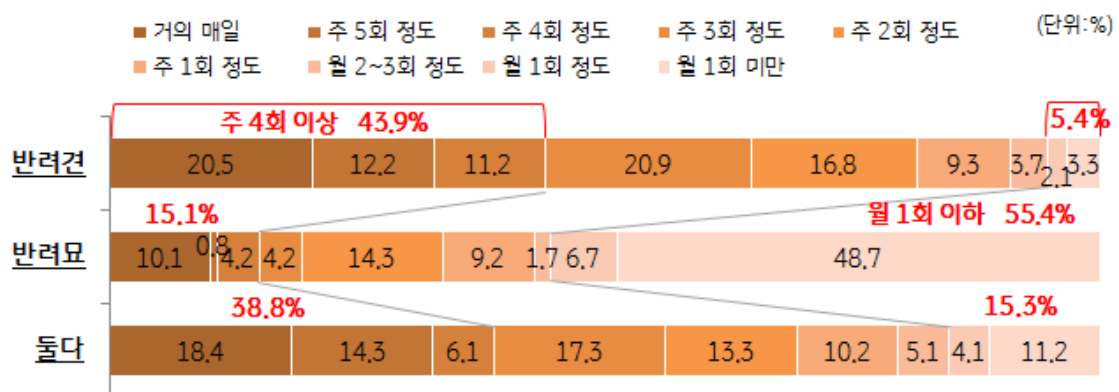 ■ 거의 매일 ■ 주 5회 정도 ■ 주 4회 정도 ■ 주 3회 정도 ■ 주 2회 정도 (단위:%)
■ 주 1회 정도 ■ 월 2~3회 정도 ■ 월 1회 정도 ■ 월 1회 미만
주 4회 이상 43.9% 5.4%
반려견 20.5 12.2 11.2 20.9 16.8 9.3 3.7 2.1 3.3
15.1% 월 1회 이하 55.4%
반려묘 10.1 0.8 4.2 4.2 14.3 9.2 1.7 6.7 48.7
38.8% 15.3%
둘다 18.4 14.3 6.1 17.3 13.3 10.2 5.1 4.1 11.2